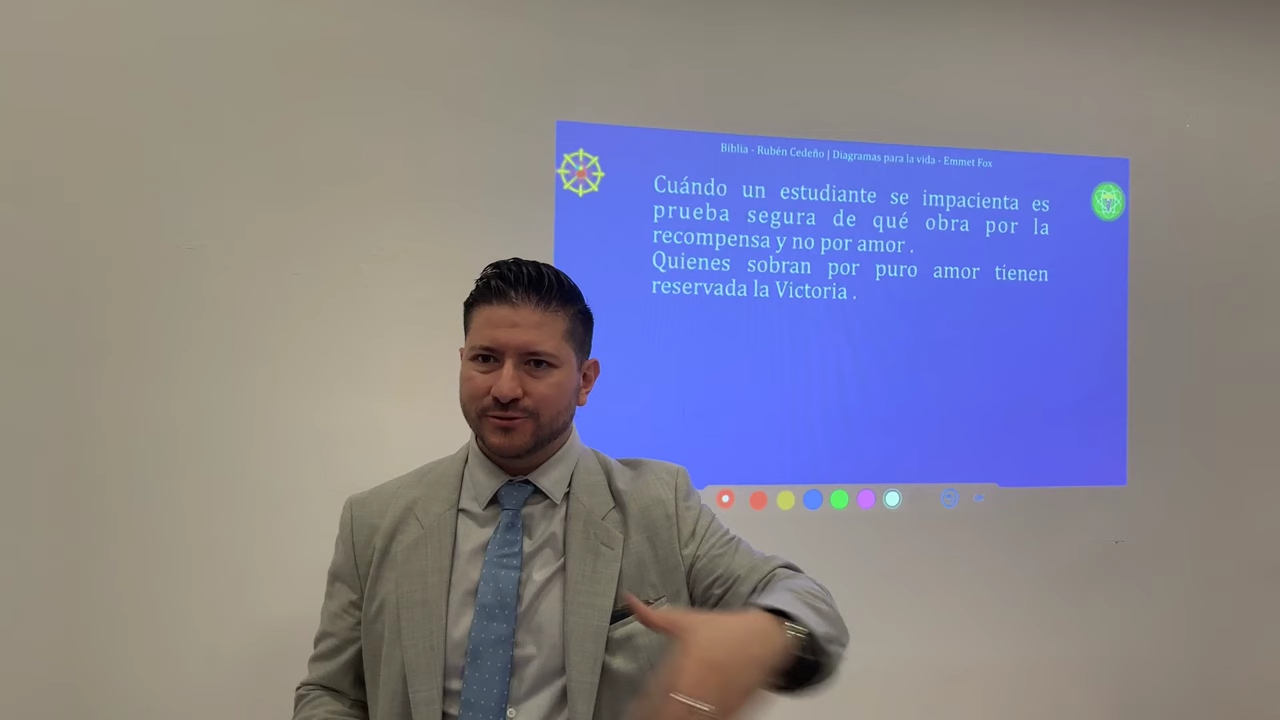 Biblia - Rubén Cedeño | Diagramas para la vida - Emmet Fox
Cuándo un estudiante se impacienta es
prueba segura de qué obra por la
recompensa y no por amor .
Quienes sobran por puro amor tienen
reservada la Victoria .